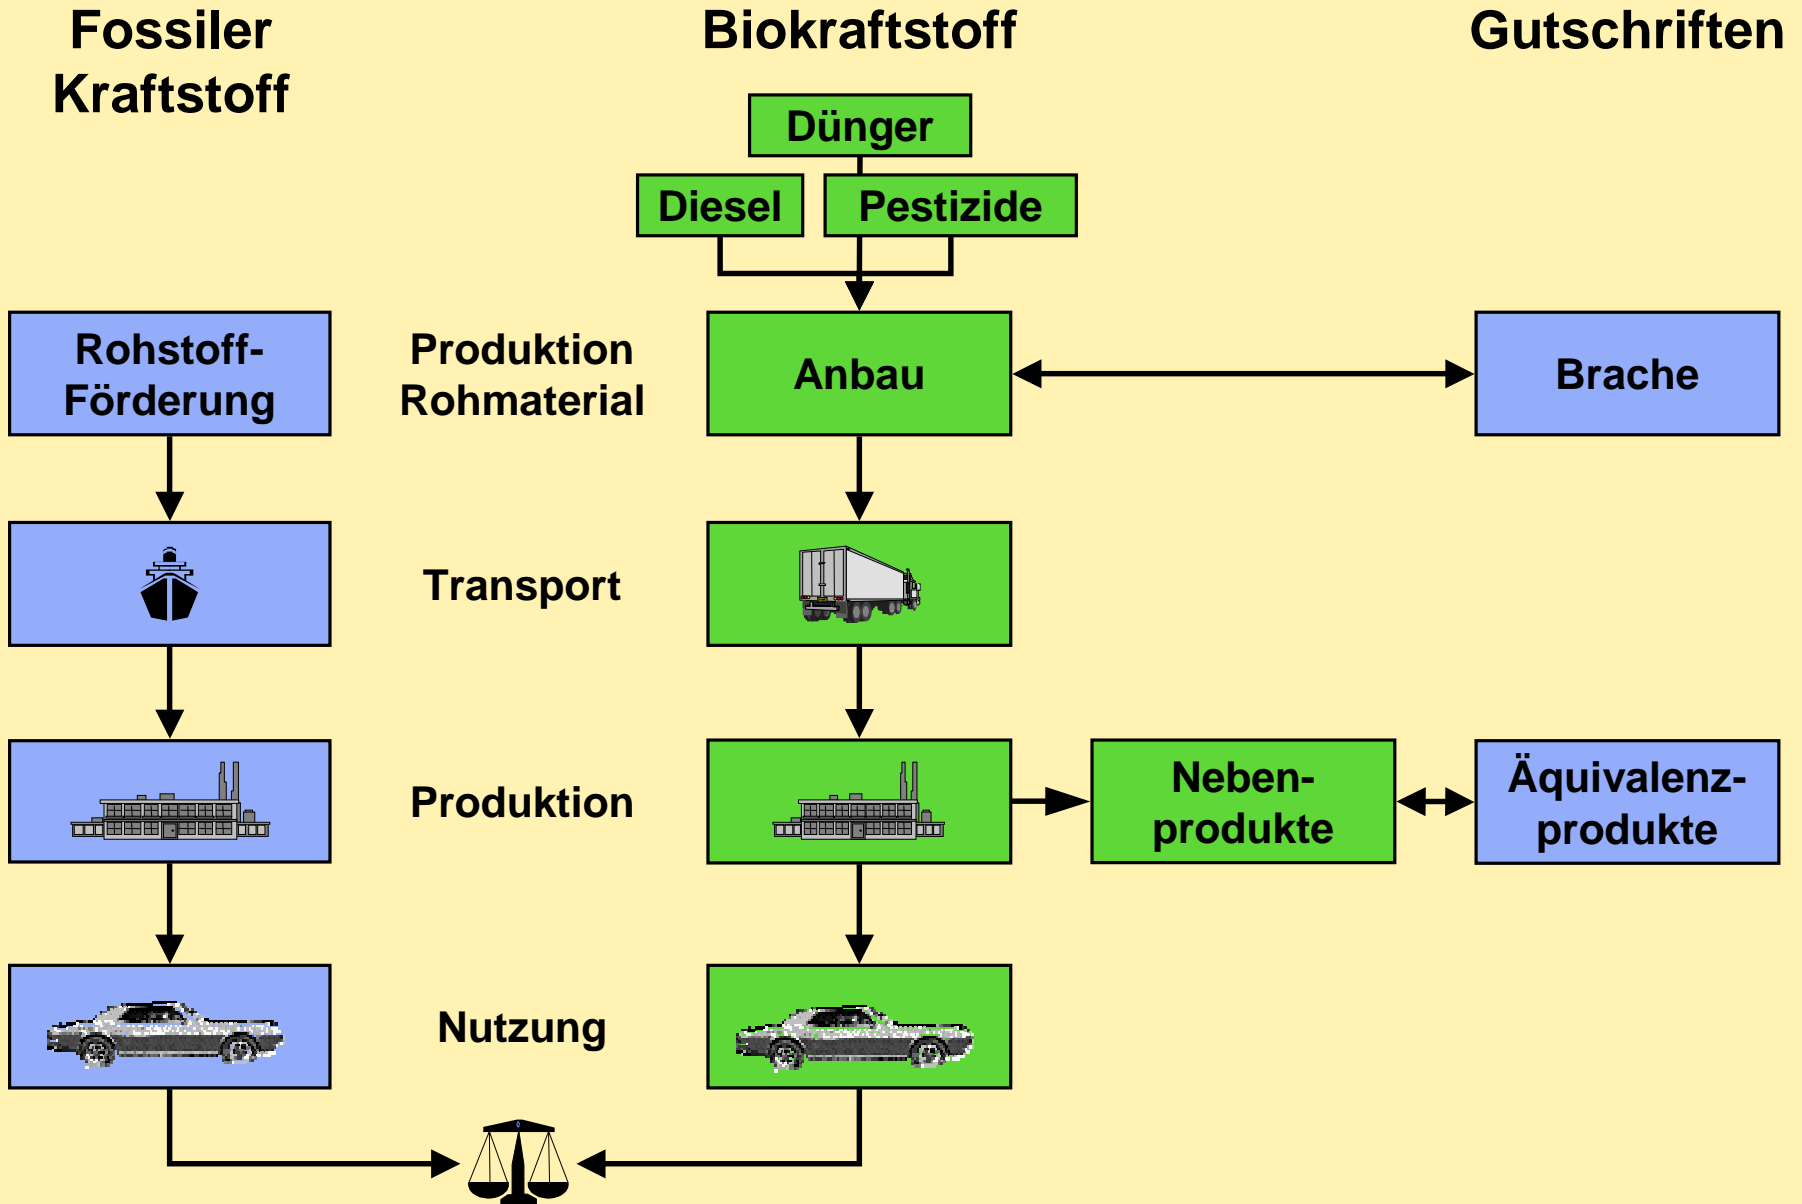 Fossiler
Kraftstoff
Biokraftstoff
Gutschriften
Dünger
Diesel
Pestizide
Rohstoff-
Förderung
Produktion
Rohmaterial
Anbau
Brache
Transport
Produktion
Neben-
produkte
Äquivalenz-
produkte
Nutzung